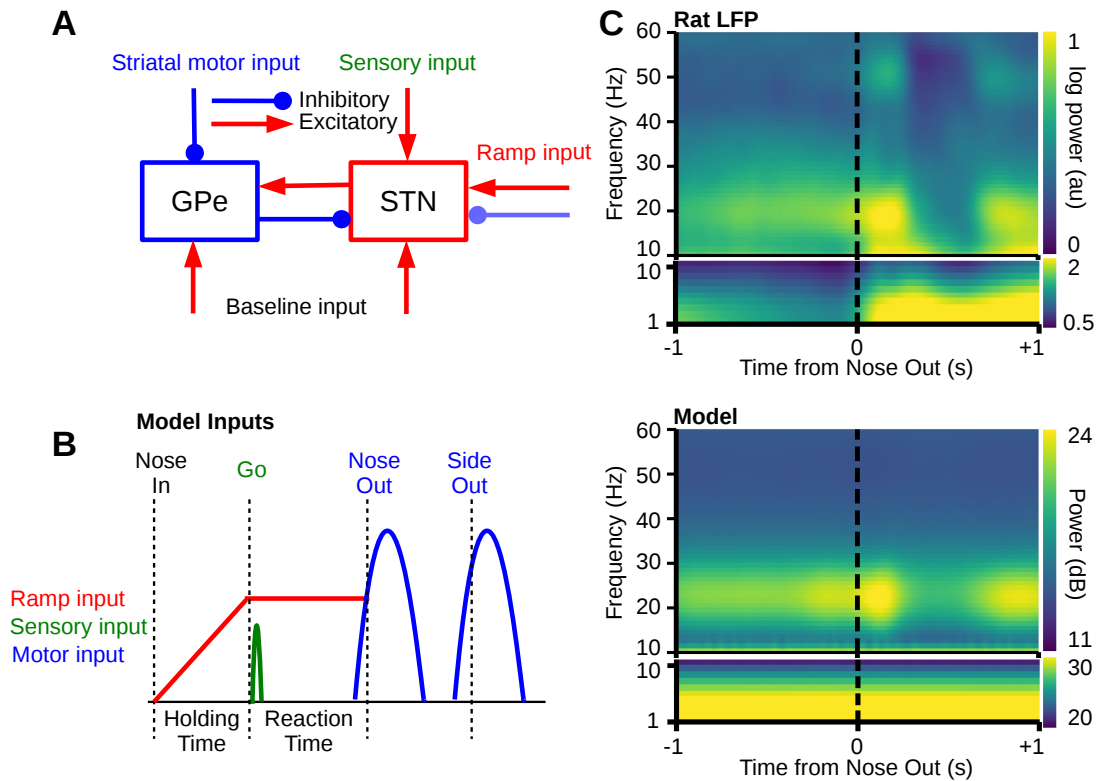 A
Striatal motor input
Sensory input
Inhibitory
Excitatory
Ramp input
GPe
STN
Baseline input
B
Model Inputs
Nose
In
Go
Nose
Out
Side
Out
Ramp input
Sensory input
Motor input
Holding
Time
Reaction
Time
C
Rat LFP
60
50
40
30
20
10
Frequency (Hz)
1
0
log power (au)
10
1
2
0.5
-1
0
+1
Time from Nose Out (s)
Model
60
50
40
30
20
10
Frequency (Hz)
24
11
Power (dB)
10
1
30
20
-1
0
+1
Time from Nose Out (s)